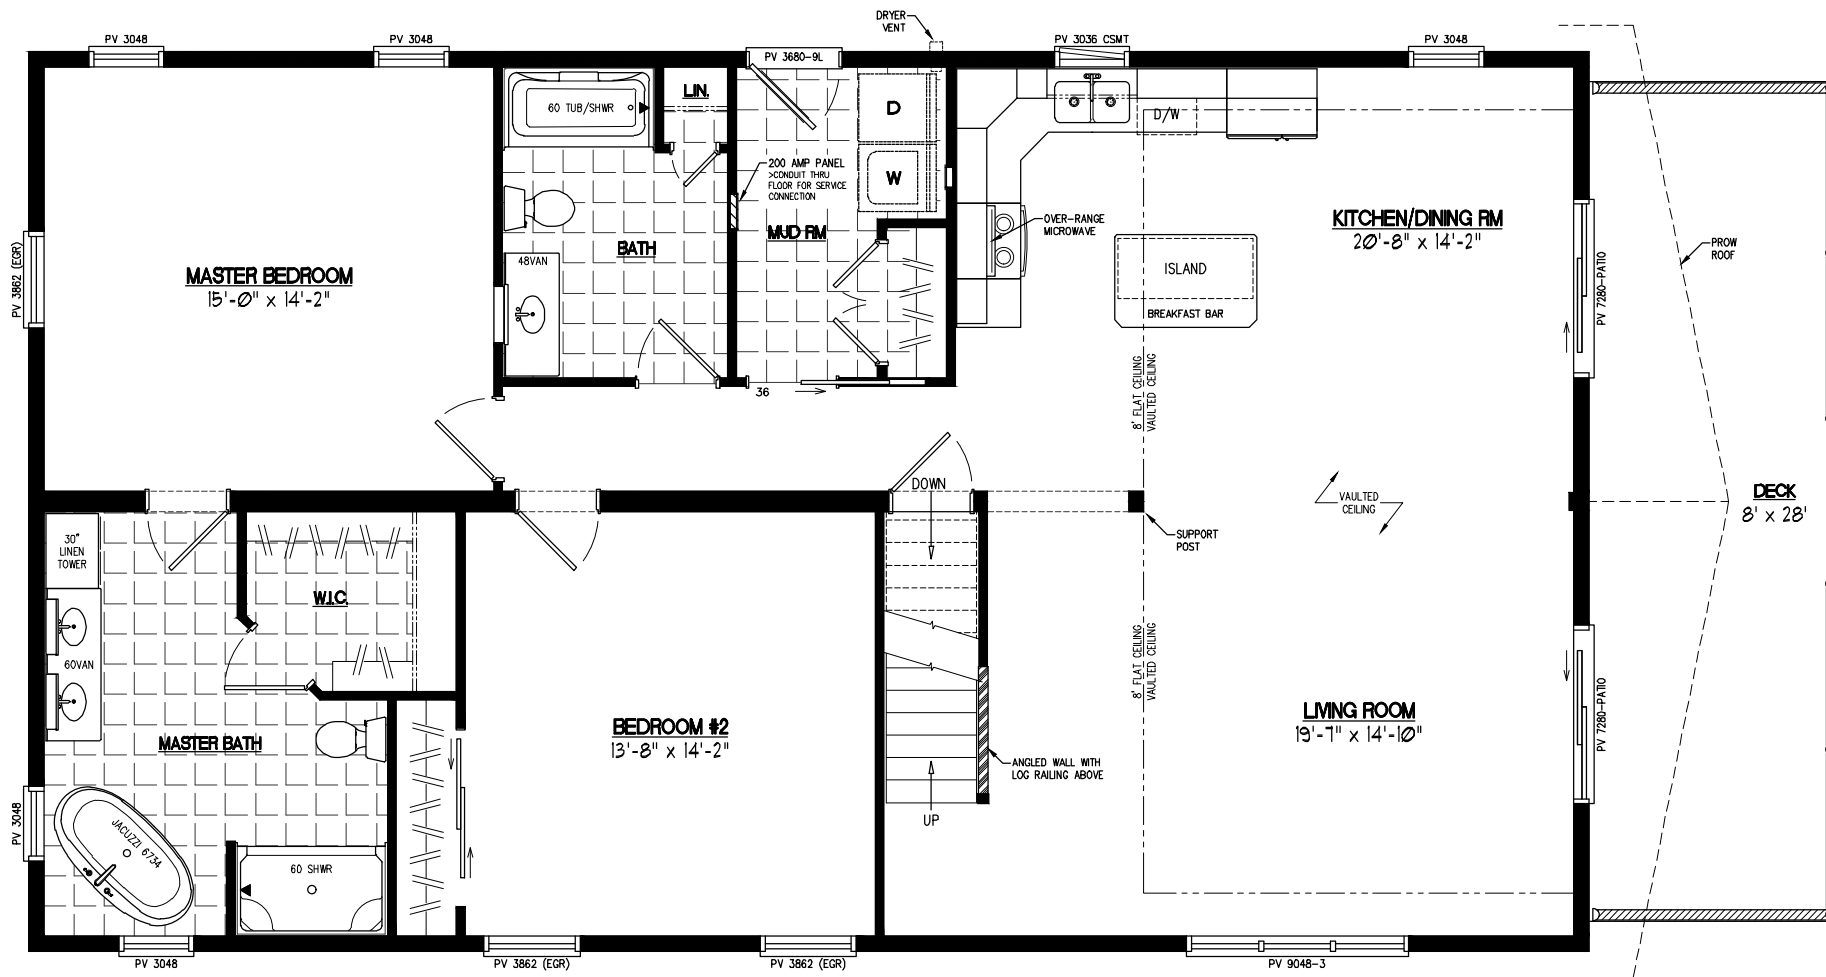 DRYER
VENT
PV 3048
PV 3048
PV 3680-9L
PV 3036 CSMT
PV 3048
LIN.
60 TUB/SHWR
D
D/W
200 AMP PANEL
>CONDUIT THRU
FLOOR FOR SERVICE
CONNECTION
W
OVER-RANGE
MICROWAVE
KITCHEN/DINING RM
20'-8" x 14'-2"
MUD RM
BATH
PROW
ROOF
PV 3862 (EGR)
MASTER BEDROOM
15'-0" x 14'-2"
48VAN
ISLAND
BREAKFAST BAR
PV 7280-PATIO
8' FLAT CEILING
VAULTED CEILING
36
DOWN
VAULTED
CEILING
DECK
8' x 28'
SUPPORT
POST
30"
LINEN
TOWER
W.I.C.
60VAN
8' FLAT CEILING
VAULTED CEILING
MASTER BATH
BEDROOM #2
13'-8" x 14'-2"
LIVING ROOM
19'-7" x 14'-10"
PV 7280-PATIO
ANGLED WALL WITH
LOG RAILING ABOVE
UP
PV 3048
JACUZZI 6734
60 SHWR
PV 3048
PV 3862 (EGR)
PV 3862 (EGR)
PV 9048-3